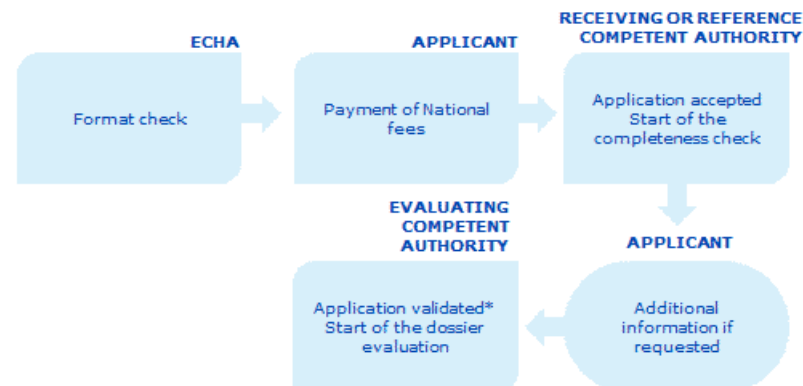 ECHA
Format check
APPLICANT
Payment of National
fees
RECEIVING OR REFERENCE
COMPETENT AUTHORITY
Application accepted
Start of the
completeness check
APPLICANT
Additional
information if
requested
EVALUATING
COMPETENT
AUTHORITY
Application validated*
Start of the dossier
evaluation